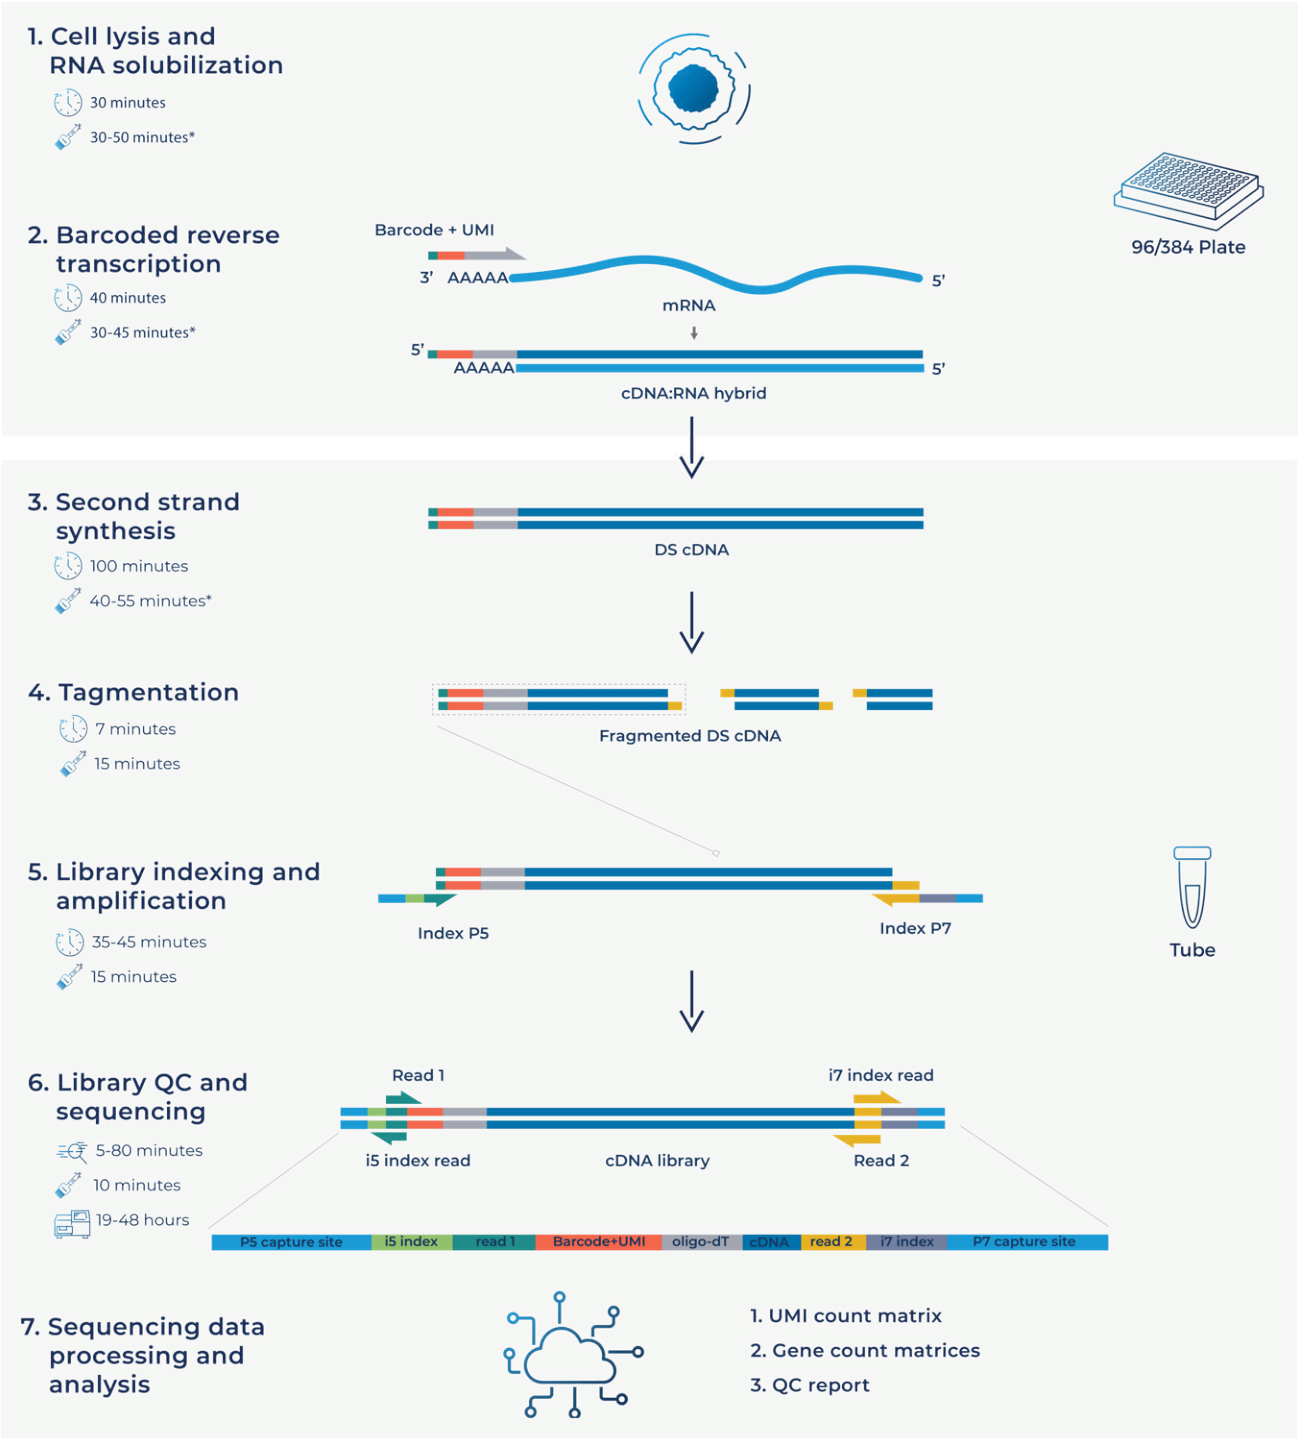 1. Cell lysis and
RNA solubilization
30 minutes
30-50 minutes*
96/384 Plate
2. Barcoded reverse
transcription
40 minutes
30-45 minutes*
Barcode + UMI
3’ AAAAA
5’
mRNA
5’
AAAAA
5’
cDNA:RNA hybrid
3. Second strand
synthesis
100 minutes
40-55 minutes*
DS cDNA
4. Tagmentation
7 minutes
15 minutes
Fragmented DS cDNA
5. Library indexing and
amplification
35-45 minutes
15 minutes
Index P5
Index P7
Tube
6. Library QC and
sequencing
5-80 minutes
10 minutes
19-48 hours
Read 1
i7 index read
i5 index read
cDNA library
Read 2
P5 capture site
i5 index
read 1
Barcode+UMI
oligo-dT
cDNA
read 2
i7 index
P7 capture site
7. Sequencing data
processing and
analysis
1. UMI count matrix
2. Gene count matrices
3. QC report